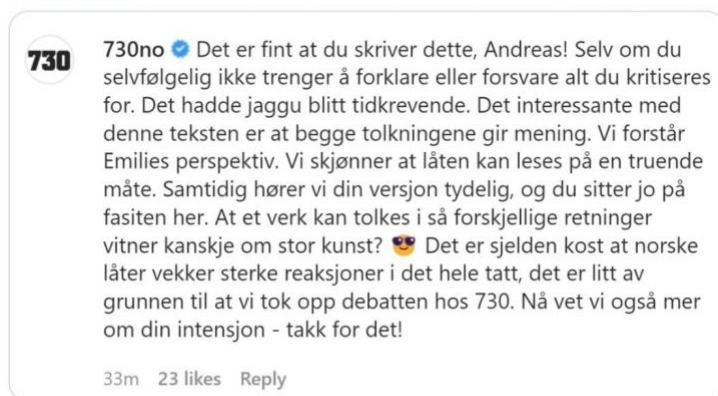 730
730no Det er fint at du skriver dette, Andreas! Selv om du
selvfølgelig ikke trenger å forklare eller forsvare alt du kritiseres
for. Det hadde jaggu blitt tidkrevende. Det interessante med
denne teksten er at begge tolkningene gir mening. Vi forstår
Emilies perspektiv. Vi skjønner at låten kan leses på en truende
måte. Samtidig hører vi din versjon tydelig, og du sitter jo på
fasiten her. At et verk kan tolkes i så forskjellige retninger
vitner kanskje om stor kunst? 😎 Det er sjelden kost at norske
låter vekker sterke reaksjoner i det hele tatt, det er litt av
grunnen til at vi tok opp debatten hos 730. Nå vet vi også mer
om din intensjon - takk for det!
33m 23 likes Reply